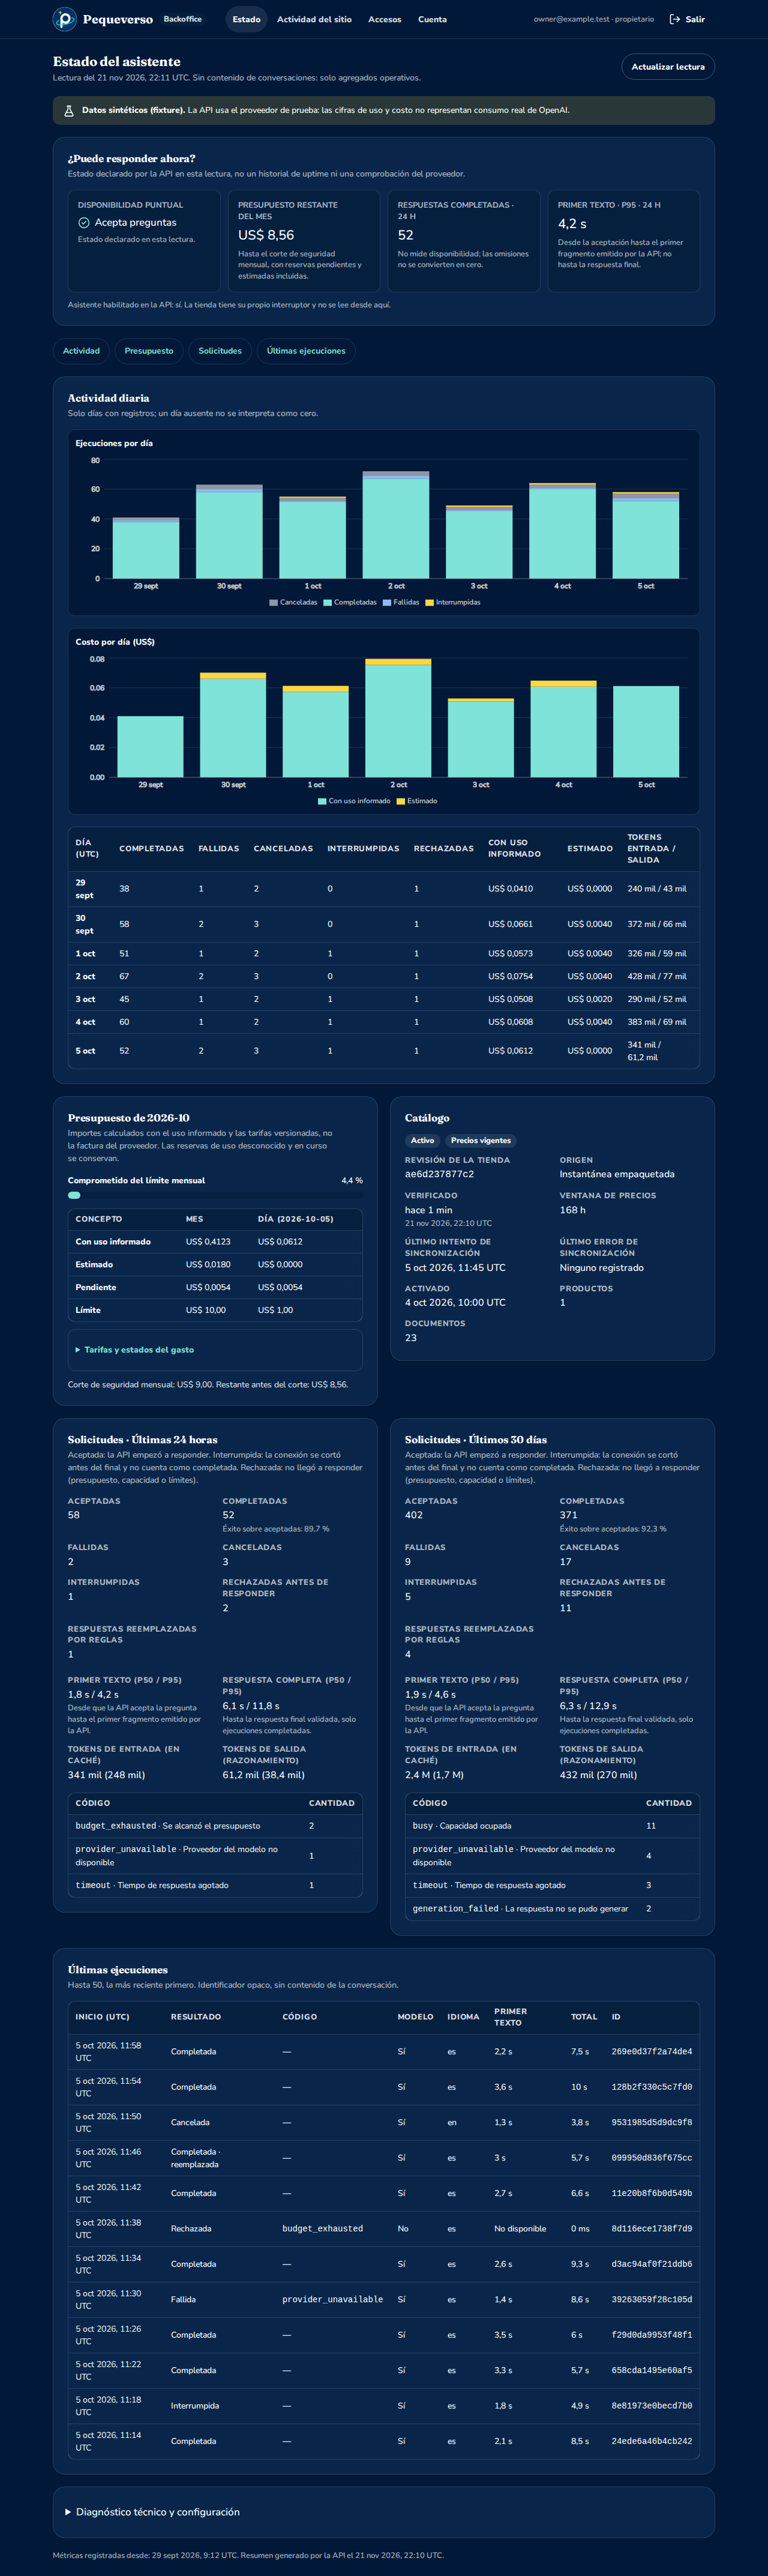 Pequeverso Backoffice Estado Actividad del sitio Accesos Cuenta owner@example.test · propietario Salir
Estado del asistente
Lectura del 21 nov 2026, 22:11 UTC. Sin contenido de conversaciones: solo agregados operativos.
Actualizar lectura
Datos sintéticos (fixture). La API usa el proveedor de prueba: las cifras de uso y costo no representan consumo real de OpenAI.
¿Puede responder ahora?
Estado declarado por la API en esta lectura, no un historial de uptime ni una comprobación del proveedor.
DISPONIBILIDAD PUNTUAL
Acepta preguntas
Estado declarado en esta lectura.
PRESUPUESTO RESTANTE
DEL MES
US$ 8,56
Hasta el corte de seguridad
mensual, con reservas pendientes y
estimadas incluidas.
RESPUESTAS COMPLETADAS ·
24 H
52
No mide disponibilidad; las omisiones
no se convierten en cero.
PRIMER TEXTO · P95 · 24 H
4,2 s
Desde la aceptación hasta el primer
fragmento emitido por la API; no
hasta la respuesta final.
Asistente habilitado en la API: sí. La tienda tiene su propio interruptor y no se lee desde aquí.
Actividad Presupuesto Solicitudes Últimas ejecuciones
Actividad diaria
Solo días con registros; un día ausente no se interpreta como cero.
Ejecuciones por día
80
60
40
20
0
29 sept 30 sept 1 oct 2 oct 3 oct 4 oct 5 oct
Canceladas Completadas Fallidas Interrumpidas
Costo por día (US$)
0.08
0.06
0.04
0.02
0.00
29 sept 30 sept 1 oct 2 oct 3 oct 4 oct 5 oct
Con uso informado Estimado
DÍA (UTC) COMPLETADAS FALLIDAS CANCELADAS INTERRUMPIDAS RECHAZADAS CON USO INFORMADO ESTIMADO TOKENS ENTRADA / SALIDA
29 sept 38 1 2 0 1 US$ 0,0410 US$ 0,0000 240 mil / 43 mil
30 sept 58 2 3 0 1 US$ 0,0661 US$ 0,0040 372 mil / 66 mil
1 oct 51 1 2 1 1 US$ 0,0573 US$ 0,0040 326 mil / 59 mil
2 oct 67 2 3 0 1 US$ 0,0754 US$ 0,0040 428 mil / 77 mil
3 oct 45 1 2 1 1 US$ 0,0508 US$ 0,0020 290 mil / 52 mil
4 oct 60 1 2 1 1 US$ 0,0608 US$ 0,0040 383 mil / 69 mil
5 oct 52 2 3 1 1 US$ 0,0612 US$ 0,0000 341 mil / 61,2 mil
Presupuesto de 2026-10
Importes calculados con el uso informado y las tarifas versionadas, no
la factura del proveedor. Las reservas de uso desconocido y en curso
se conservan.
Comprometido del límite mensual 4,4 %
CONCEPTO MES DÍA (2026-10-05)
Con uso informado US$ 0,4123 US$ 0,0612
Estimado US$ 0,0180 US$ 0,0000
Pendiente US$ 0,0054 US$ 0,0054
Límite US$ 10,00 US$ 1,00
Tarifas y estados del gasto
Corte de seguridad mensual: US$ 9,00. Restante antes del corte: US$ 8,56.
Catálogo
Activo Precios vigentes
REVISIÓN DE LA TIENDA
ae6d237877c2
ORIGEN
Instantánea empaquetada
VERIFICADO
hace 1 min
21 nov 2026, 22:10 UTC
VENTANA DE PRECIOS
168 h
ÚLTIMO INTENTO DE
SINCRONIZACIÓN
5 oct 2026, 11:45 UTC
ÚLTIMO ERROR DE
SINCRONIZACIÓN
Ninguno registrado
ACTIVADO
4 oct 2026, 10:00 UTC
PRODUCTOS
1
DOCUMENTOS
23
Solicitudes · Últimas 24 horas
Aceptada: la API empezó a responder. Interrumpida: la conexión se cortó
antes del final y no cuenta como completada. Rechazada: no llegó a responder
(presupuesto, capacidad o límites).
ACEPTADAS
58
COMPLETADAS
52
Éxito sobre aceptadas: 89,7 %
FALLIDAS
2
CANCELADAS
3
INTERRUMPIDAS
1
RECHAZADAS ANTES DE
RESPONDER
2
RESPUESTAS REEMPLAZADAS
POR REGLAS
1
PRIMER TEXTO (P50 / P95)
1,8 s / 4,2 s
Desde que la API acepta la pregunta
hasta el primer fragmento emitido por
la API.
RESPUESTA COMPLETA (P50 /
P95)
6,1 s / 11,8 s
Hasta la respuesta final validada, solo
ejecuciones completadas.
TOKENS DE ENTRADA (EN
CACHÉ)
341 mil (248 mil)
TOKENS DE SALIDA
(RAZONAMIENTO)
61,2 mil (38,4 mil)
CÓDIGO CANTIDAD
budget_exhausted · Se alcanzó el presupuesto 2
provider_unavailable · Proveedor del modelo no disponible 1
timeout · Tiempo de respuesta agotado 1
Solicitudes · Últimos 30 días
Aceptada: la API empezó a responder. Interrumpida: la conexión se cortó
antes del final y no cuenta como completada. Rechazada: no llegó a responder
(presupuesto, capacidad o límites).
ACEPTADAS
402
COMPLETADAS
371
Éxito sobre aceptadas: 92,3 %
FALLIDAS
9
CANCELADAS
17
INTERRUMPIDAS
5
RECHAZADAS ANTES DE
RESPONDER
11
RESPUESTAS REEMPLAZADAS
POR REGLAS
4
PRIMER TEXTO (P50 / P95)
1,9 s / 4,6 s
Desde que la API acepta la pregunta
hasta el primer fragmento emitido por
la API.
RESPUESTA COMPLETA (P50 /
P95)
6,3 s / 12,9 s
Hasta la respuesta final validada, solo
ejecuciones completadas.
TOKENS DE ENTRADA (EN
CACHÉ)
2,4 M (1,7 M)
TOKENS DE SALIDA
(RAZONAMIENTO)
432 mil (270 mil)
CÓDIGO CANTIDAD
busy · Capacidad ocupada 11
provider_unavailable · Proveedor del modelo no disponible 4
timeout · Tiempo de respuesta agotado 3
generation_failed · La respuesta no se pudo generar 2
Últimas ejecuciones
Hasta 50, la más reciente primero. Identificador opaco, sin contenido de la conversación.
INICIO (UTC) RESULTADO CÓDIGO MODELO IDIOMA PRIMER TEXTO TOTAL ID
5 oct 2026, 11:58 UTC Completada — Sí es 2,2 s 7,5 s 269e0d37f2a74de4
5 oct 2026, 11:54 UTC Completada — Sí es 3,6 s 10 s 128b2f330c5c7fd0
5 oct 2026, 11:50 UTC Cancelada — Sí en 1,3 s 3,8 s 9531985d5d9dc9f8
5 oct 2026, 11:46 UTC Completada · reemplazada — Sí es 3 s 5,7 s 099950d836f675cc
5 oct 2026, 11:42 UTC Completada — Sí es 2,7 s 6,6 s 11e20b8f6b0d549b
5 oct 2026, 11:38 UTC Rechazada budget_exhausted No es No disponible 0 ms 8d116ece1738f7d9
5 oct 2026, 11:34 UTC Completada — Sí es 2,6 s 9,3 s d3ac94af0f21ddb6
5 oct 2026, 11:30 UTC Fallida provider_unavailable Sí es 1,4 s 8,6 s 39263059f28c105d
5 oct 2026, 11:26 UTC Completada — Sí es 3,5 s 6 s f29d0da9953f48f1
5 oct 2026, 11:22 UTC Completada — Sí es 3,3 s 5,7 s 658cda1495e60af5
5 oct 2026, 11:18 UTC Interrumpida — Sí es 1,8 s 4,9 s 8e81973e0becd7b0
5 oct 2026, 11:14 UTC Completada — Sí es 2,1 s 8,5 s 24ede6a46b4cb242
Diagnóstico técnico y configuración
Métricas registradas desde: 29 sept 2026, 9:12 UTC. Resumen generado por la API el 21 nov 2026, 22:10 UTC.